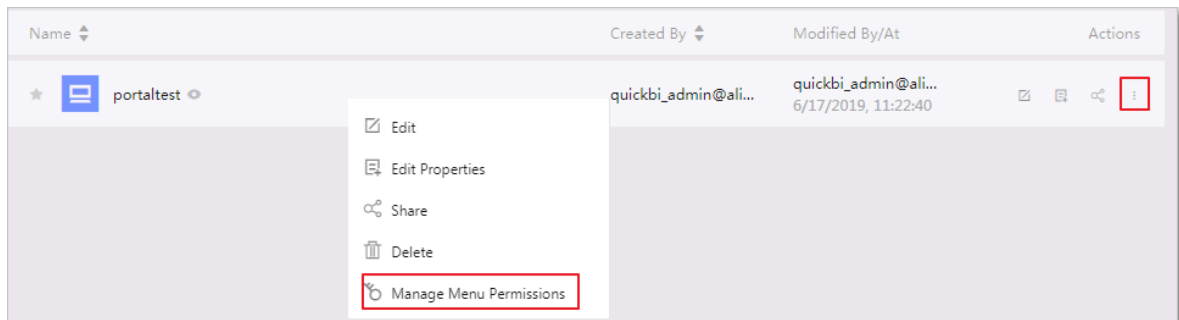 Name Created By Modified By/At Actions
portaltest quickbi_admin@ali... quickbi_admin@ali...
6/17/2019, 11:22:40
Edit
Edit Properties
Share
Delete
Manage Menu Permissions